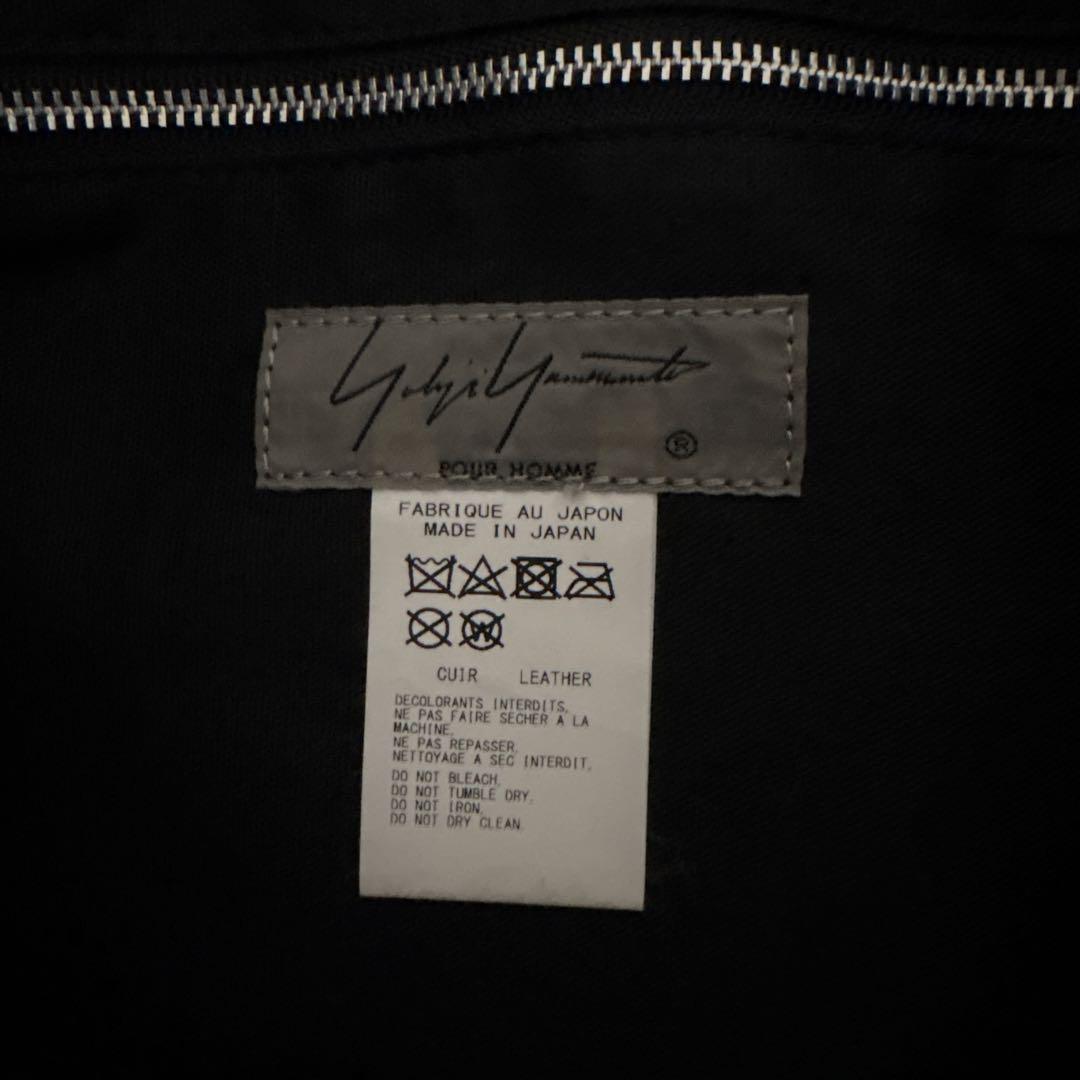 Yohji Yamamoto
®
POUR HOMME
FABRIQUE AU JAPON
MADE IN JAPAN
W
CUIR LEATHER
DECOLORANTS INTERDITS,
NE PAS FAIRE SECHER A LA
MACHINE,
NE PAS REPASSER,
NETTOYAGE A SEC INTERDIT,
DO NOT BLEACH,
DO NOT TUMBLE DRY,
DO NOT IRON,
DO NOT DRY CLEAN.